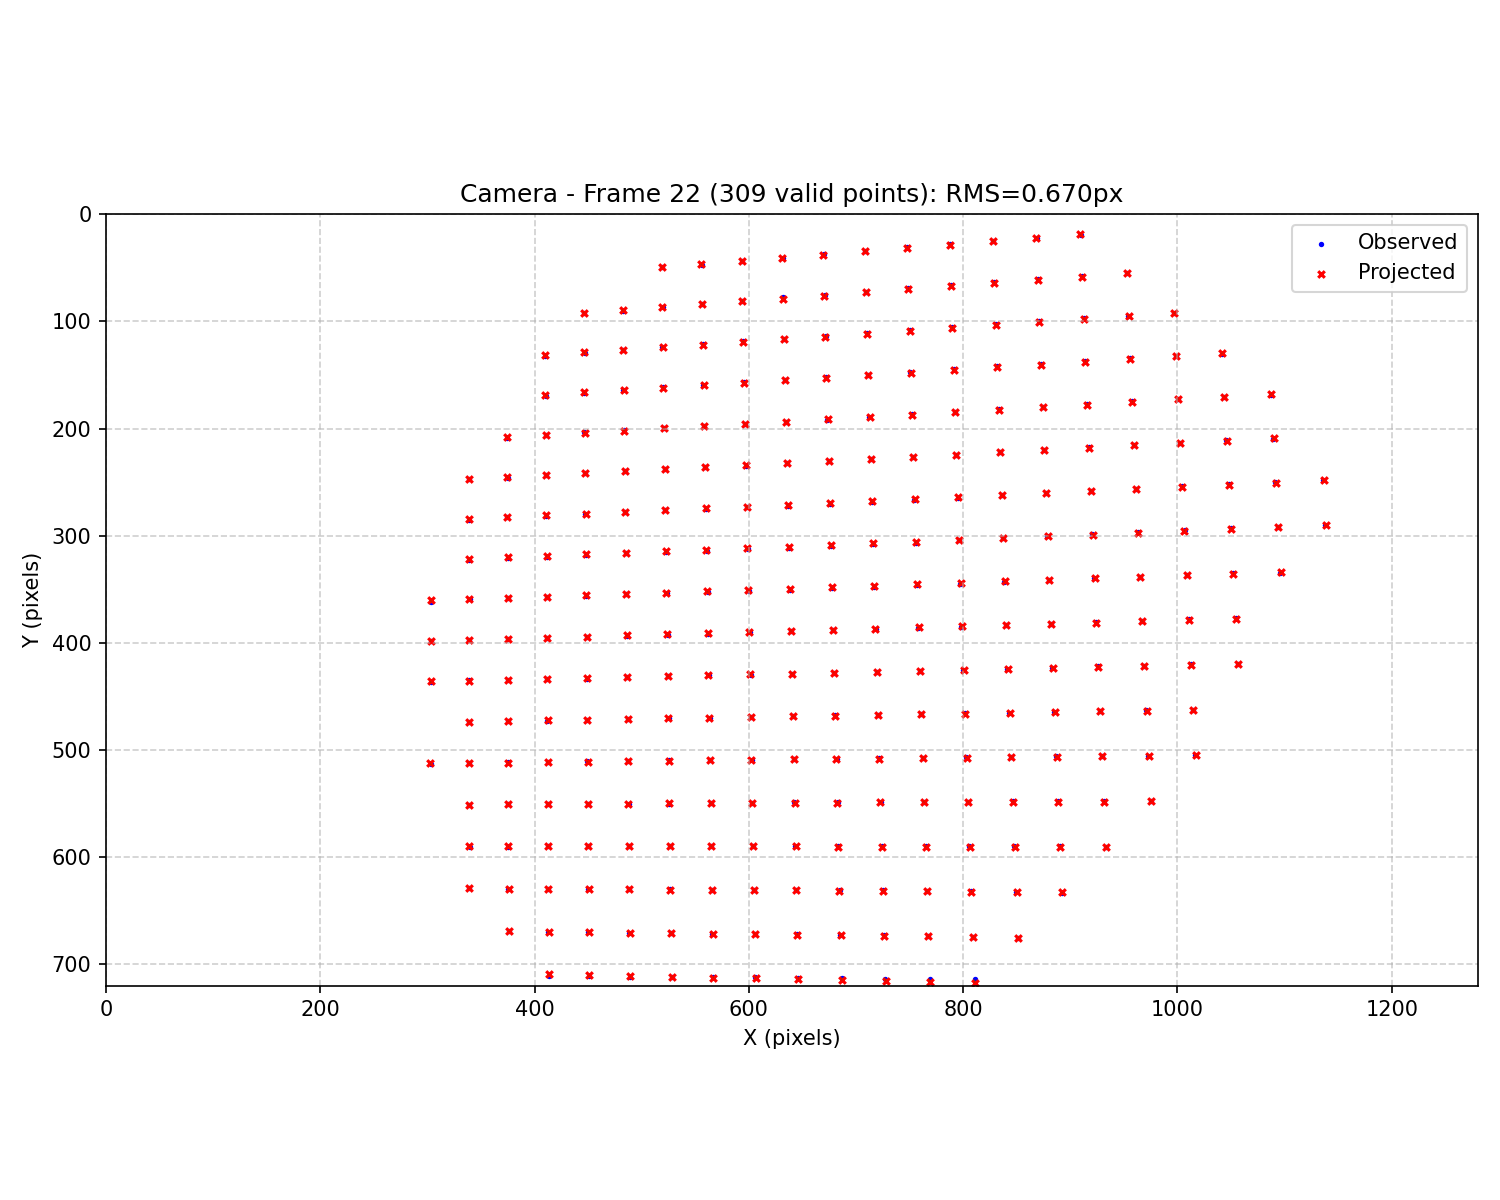 Camera - Frame 22 (309 valid points): RMS=0.670px
Observed
Projected
0
100
200
300
400
500
600
700
Y (pixels)
0 200 400 600 800 1000 1200
X (pixels)